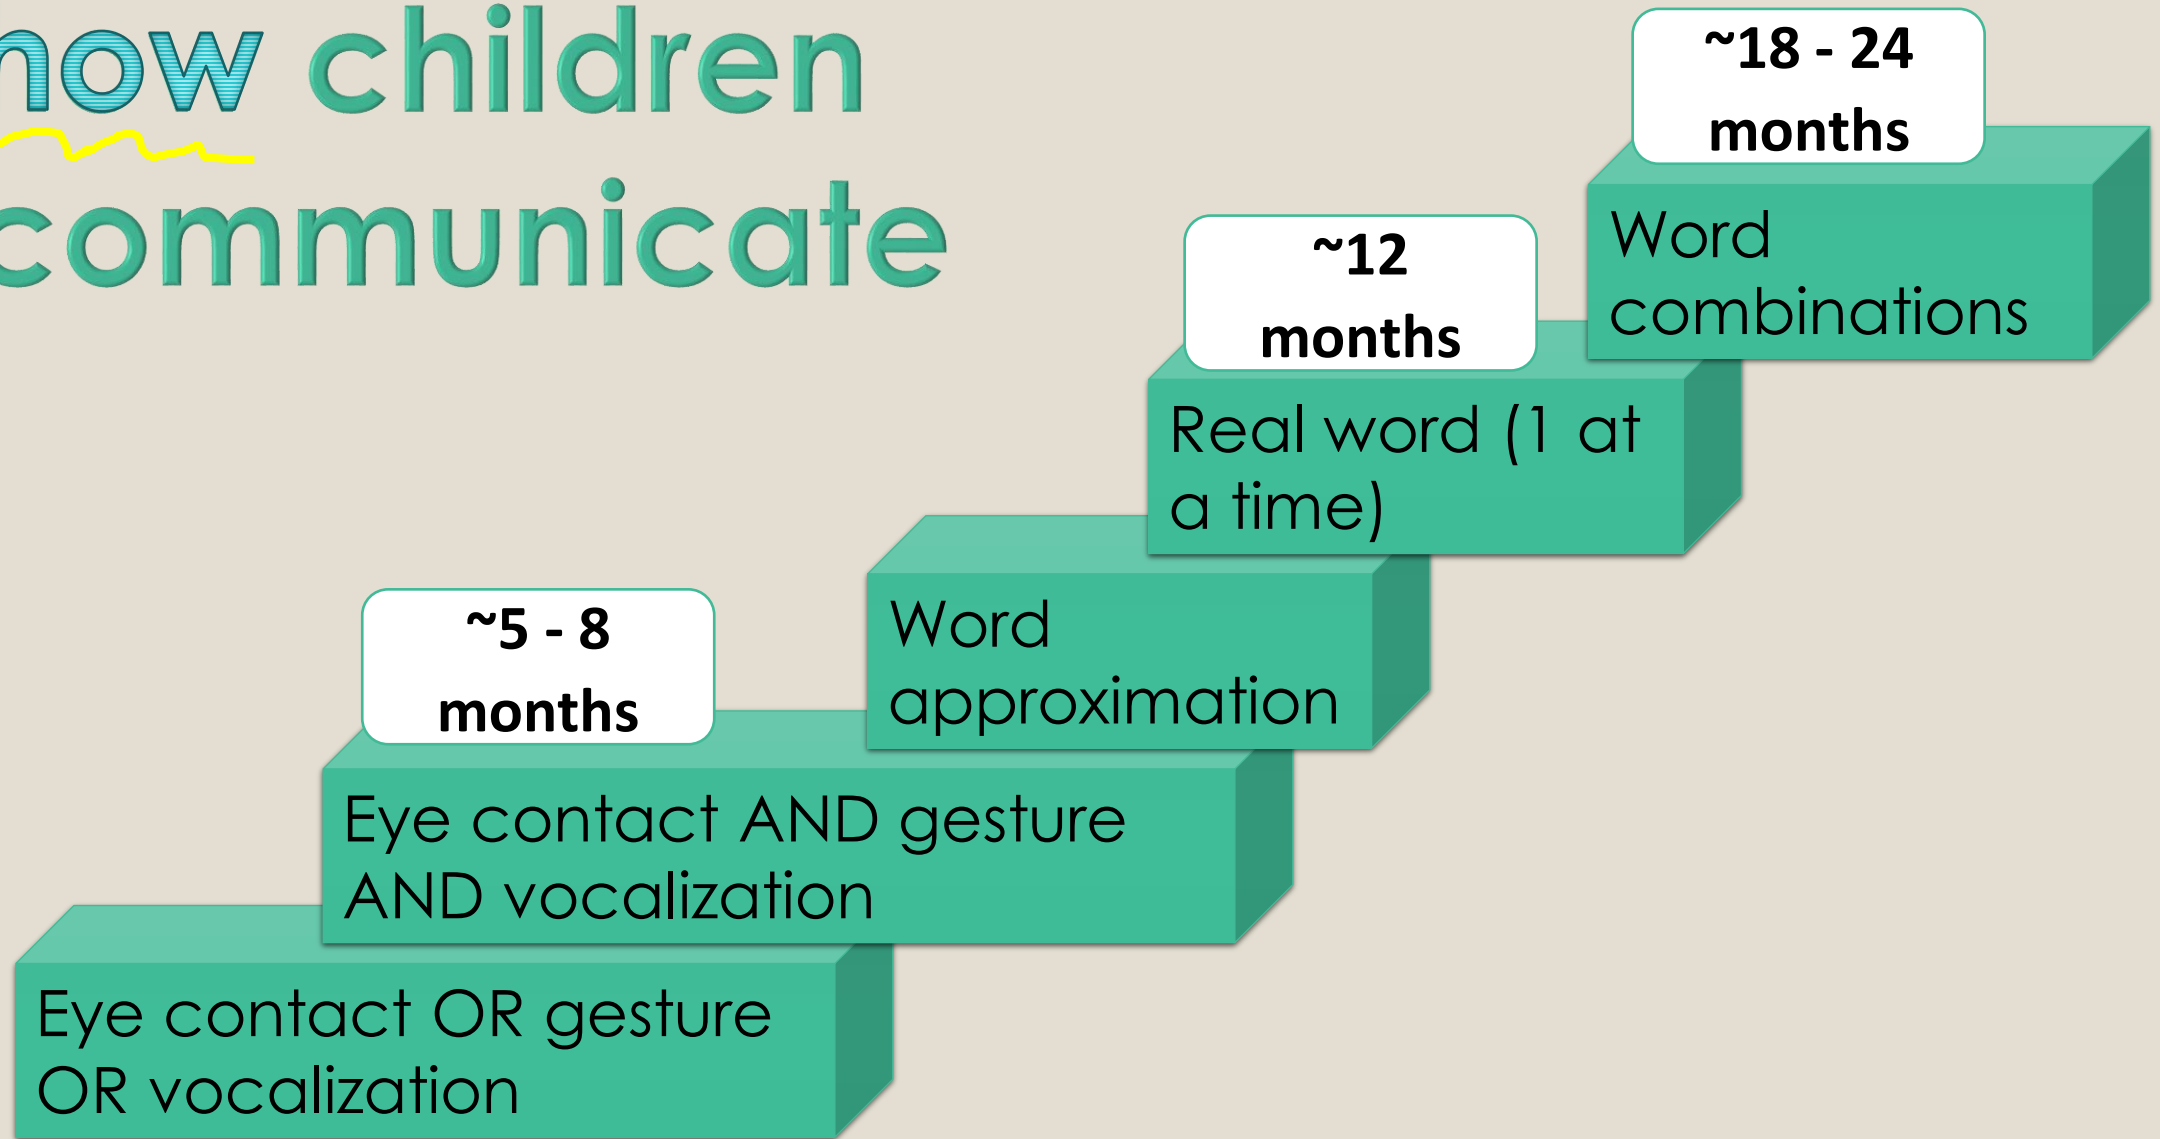 how children
communicate
~18 - 24
months
Word
combinations
~12
months
Real word (1 at
a time)
Word
approximation
~5 - 8
months
Eye contact AND gesture
AND vocalization
Eye contact OR gesture
OR vocalization